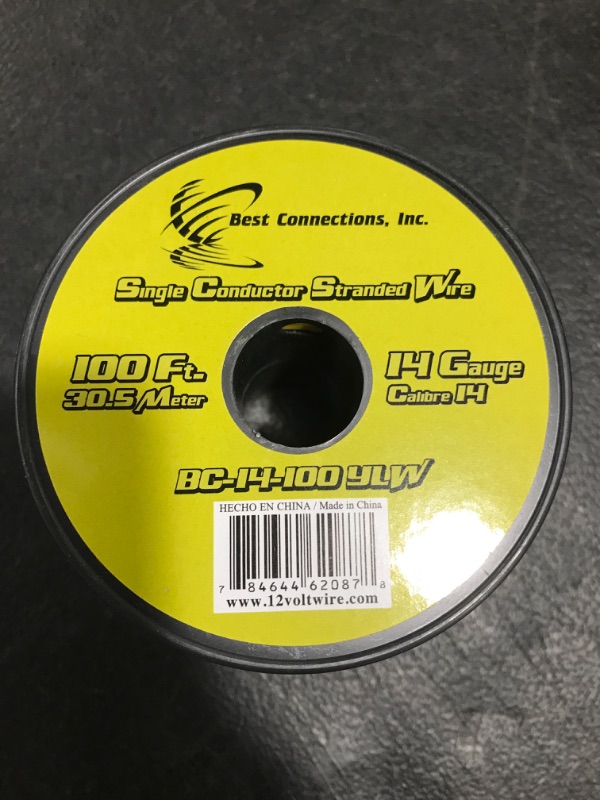 Best Connections, Inc.
Single Conductor Stranded Wire
100 Ft.
30.5 Meter
14 Gauge
Calibre 14
BC-14-100 YLW
HECHO EN CHINA / Made in China
7 84644 62087 8
www.12voltwire.com